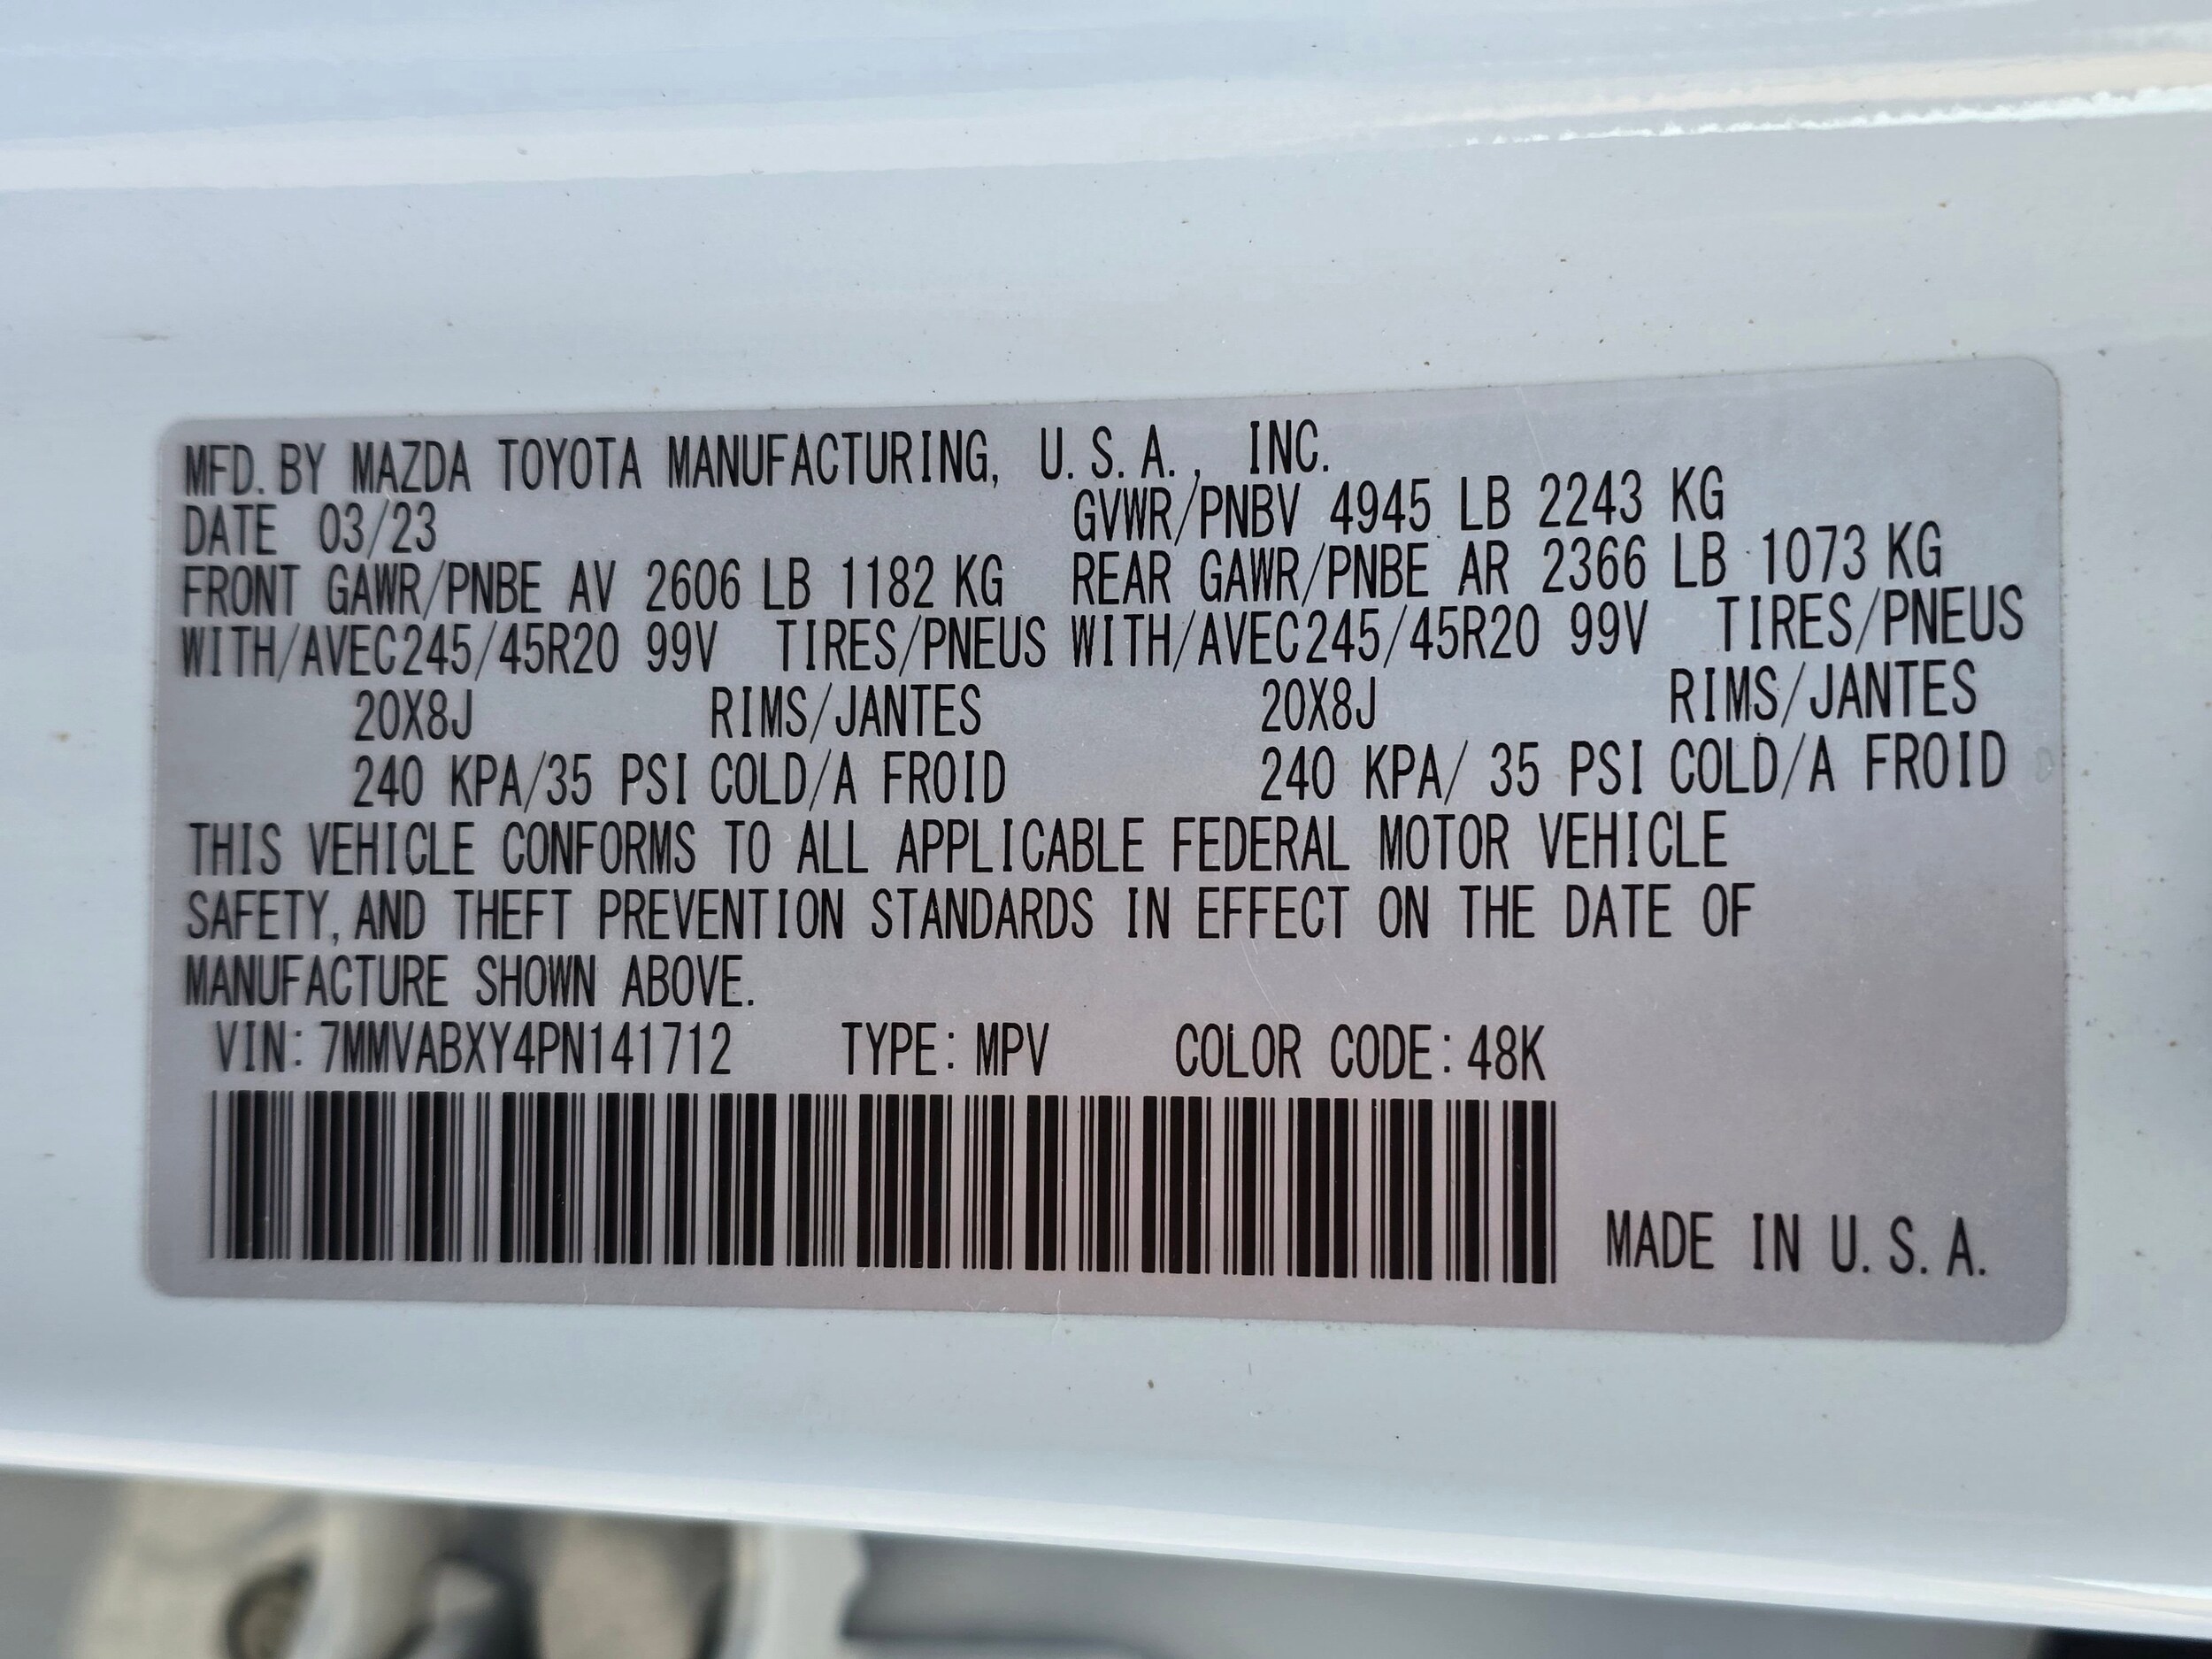 MFD. BY MAZDA TOYOTA MANUFACTURING, U.S.A., INC.
DATE 03/23 GVWR/PNBV 4945 LB 2243 KG
FRONT GAWR/PNBE AV 2606 LB 1182 KG REAR GAWR/PNBE AR 2366 LB 1073 KG
WITH/AVEC245/45R20 99V TIRES/PNEUS WITH/AVEC245/45R20 99V TIRES/PNEUS
20X8J RIMS/JANTES 20X8J RIMS/JANTES
240 KPA/35 PSI COLD/A FROID 240 KPA/ 35 PSI COLD/A FROID
THIS VEHICLE CONFORMS TO ALL APPLICABLE FEDERAL MOTOR VEHICLE
SAFETY, AND THEFT PREVENTION STANDARDS IN EFFECT ON THE DATE OF
MANUFACTURE SHOWN ABOVE.
VIN: 7MMVABXY4PN141712 TYPE: MPV COLOR CODE: 48K
MADE IN U.S.A.